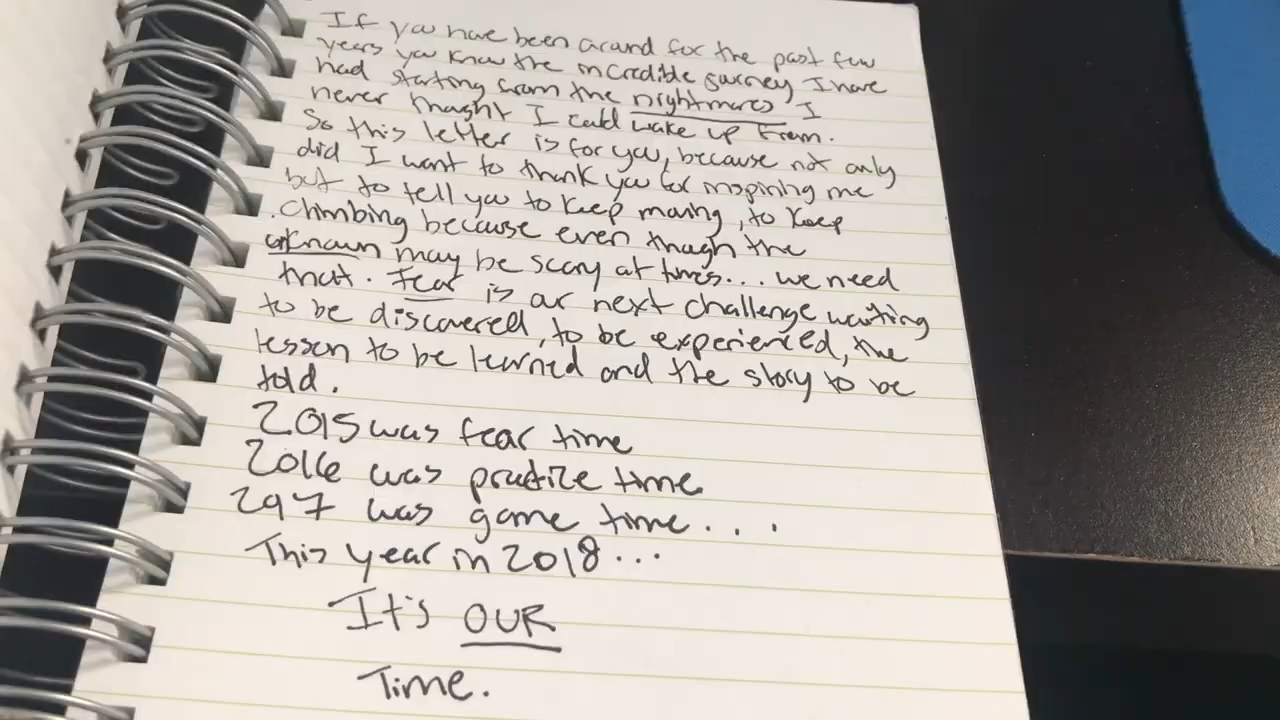 If you have been around for the past few
years you know the incredible journey I have
had starting from the nightmares I
never thought I could wake up from.
So this letter is for you, because not only
did I want to thank you for inspiring me
but to tell you to keep moving, to keep
climbing because even though the
unknown may be scary at times... we need
that. Fear is our next challenge waiting
to be discovered, to be experienced, the
lesson to be learned and the story to be
told.
2015 was fear time
2016 was practice time
2017 was game time...
This year in 2018...
It's OUR
Time.